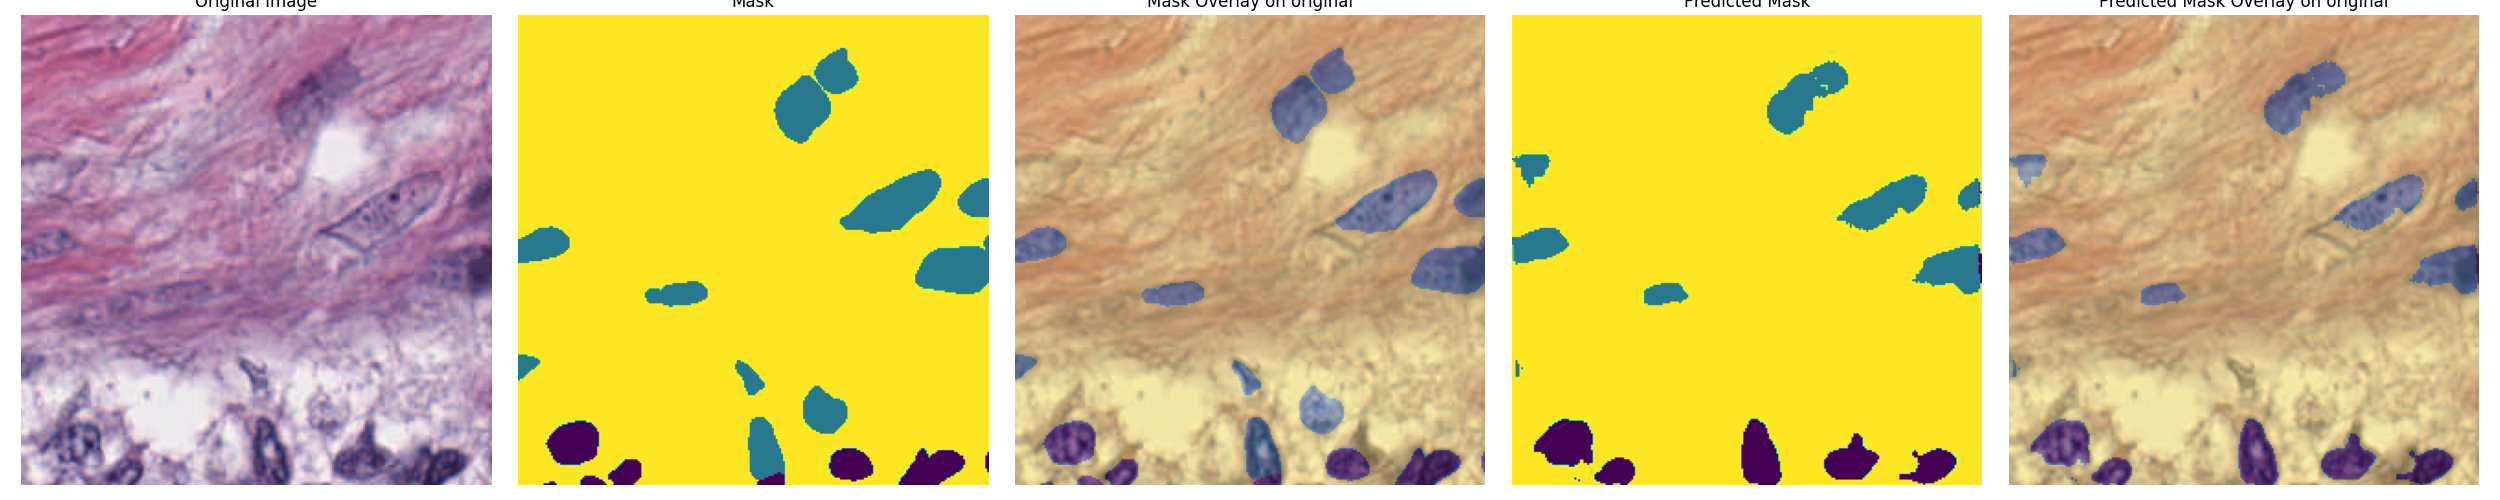 Original Image
Mask
Mask Overlay on original
Predicted Mask
Predicted Mask Overlay on original